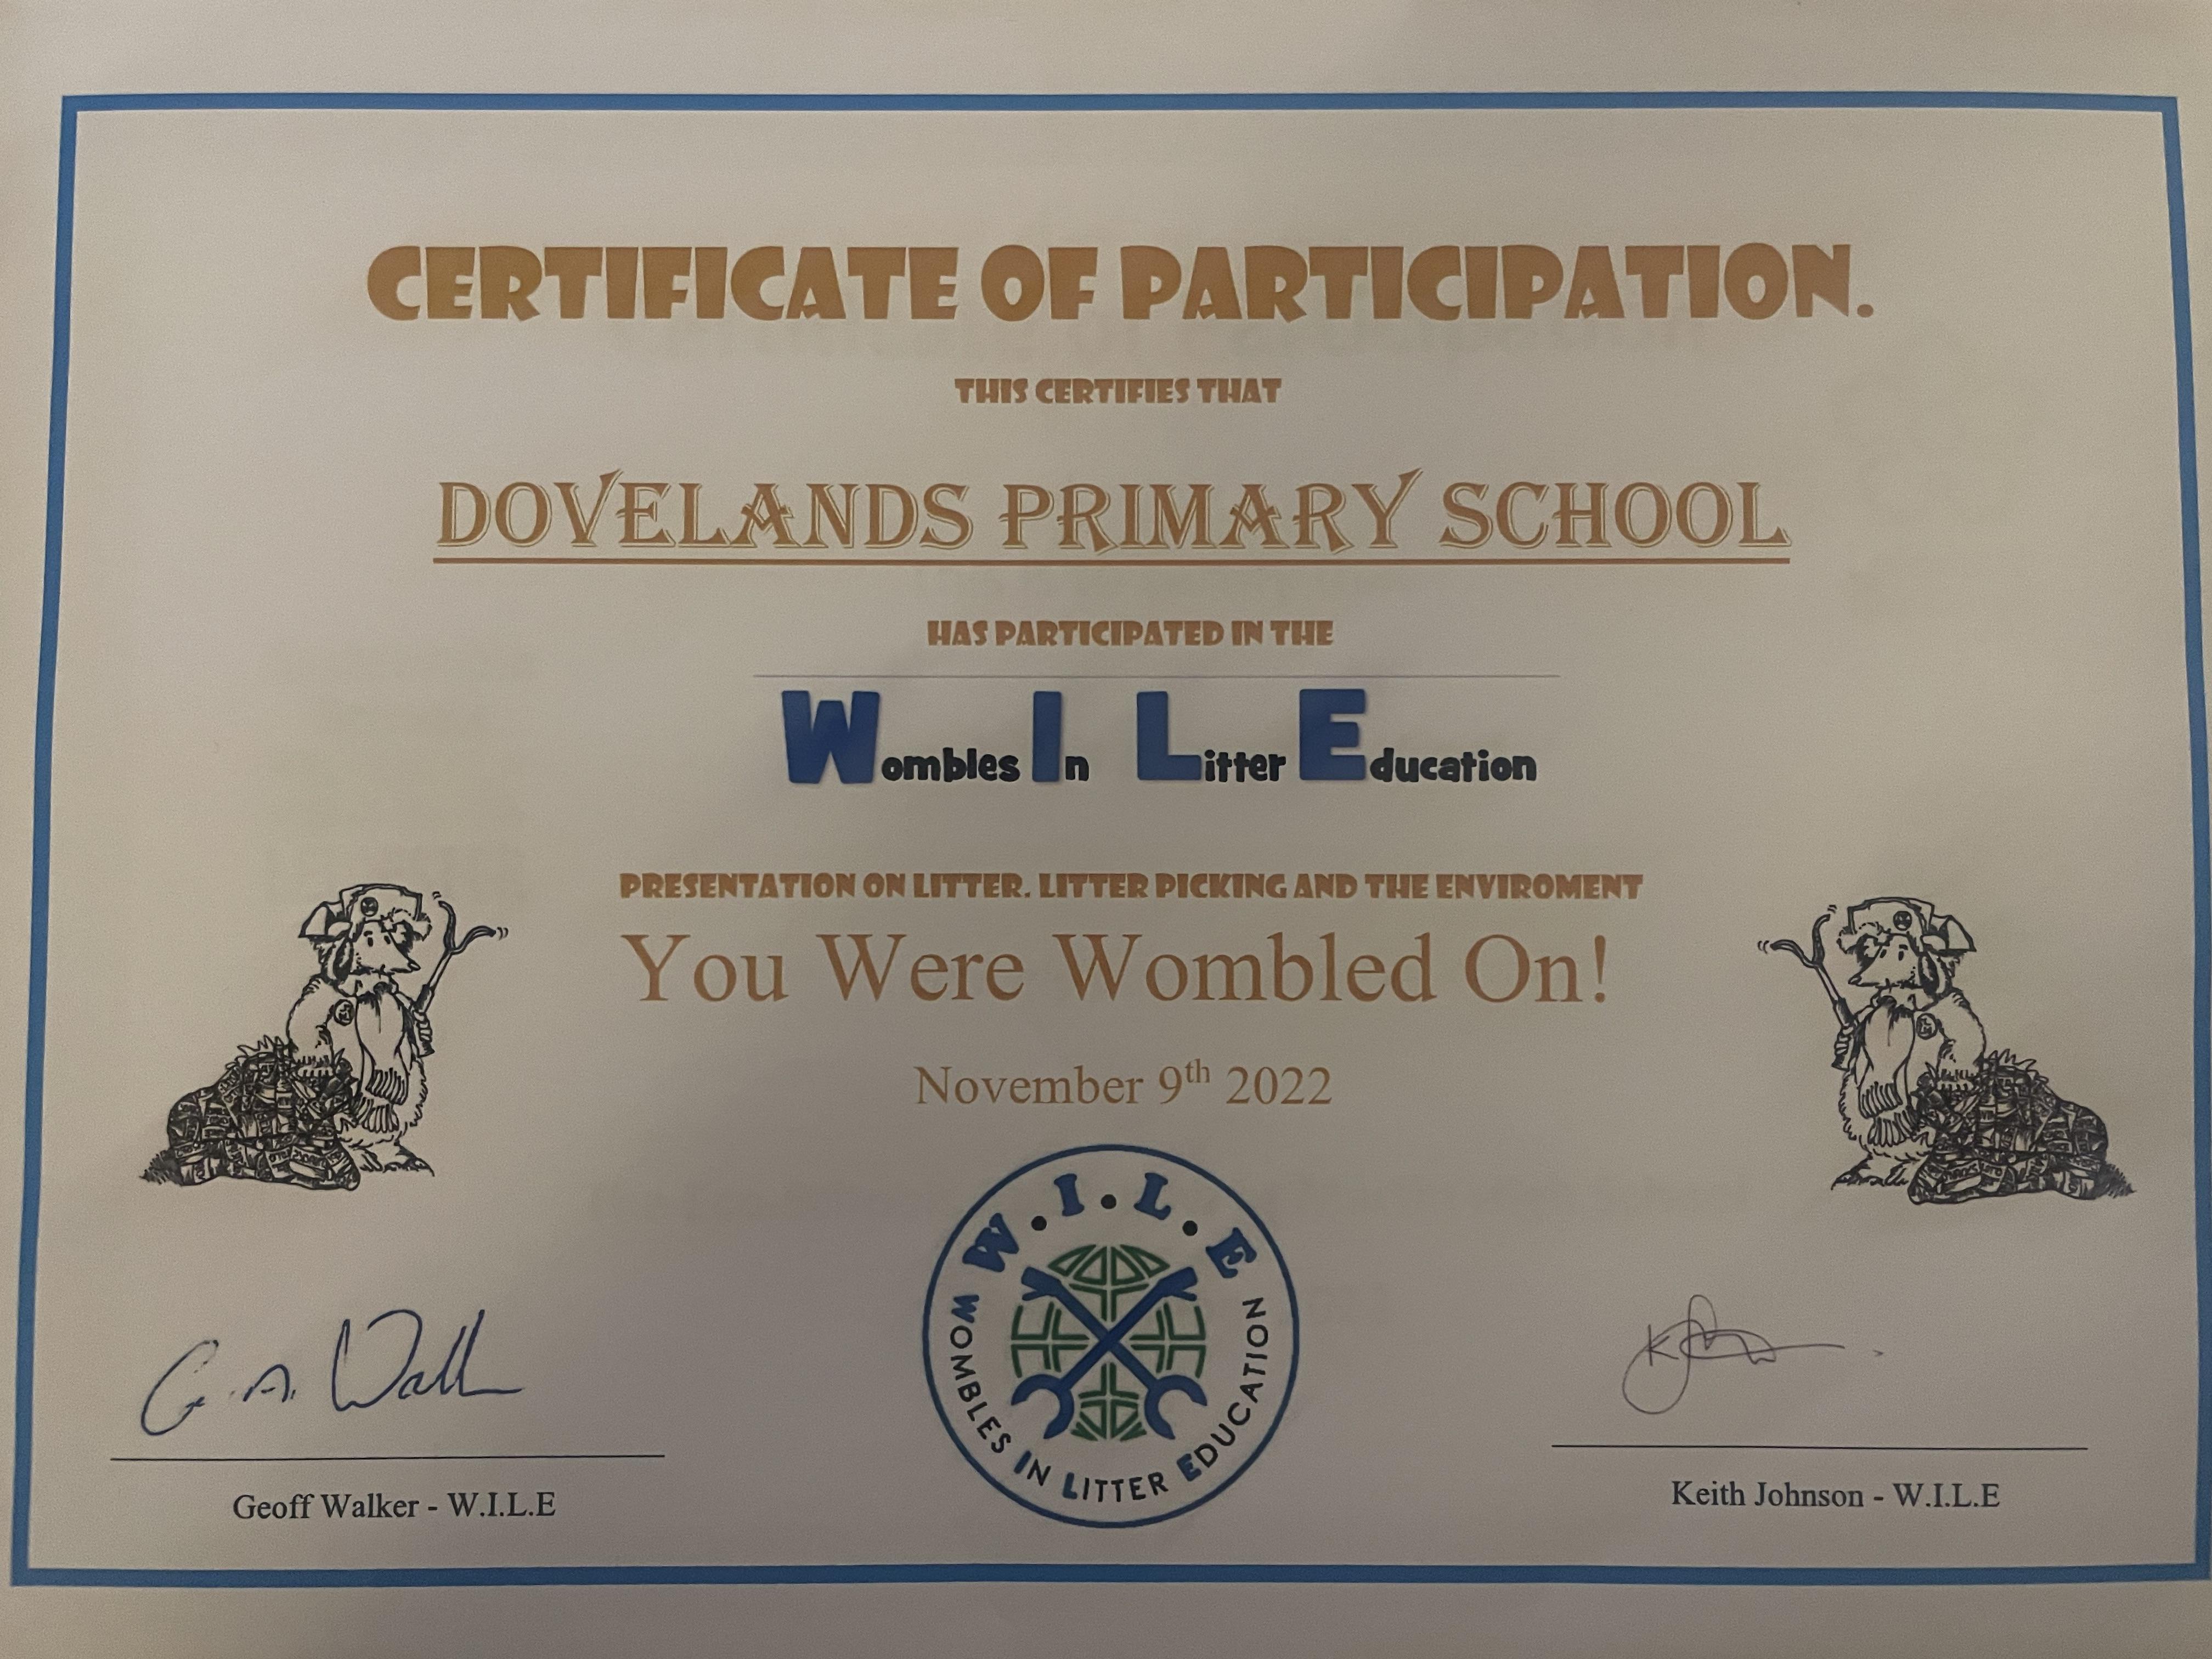 CERTIFICATE OF PARTICIPATION.
THIS CERTIFIES THAT
DOVELANDS PRIMARY SCHOOL
HAS PARTICIPATED IN THE
Wombles In Litter Education
PRESENTATION ON LITTER. LITTER PICKING AND THE ENVIROMENT
You Were Wombled On!
November 9th 2022
W.I.L.E
WOMBLES IN LITTER EDUCATION
G. A. Walker
Geoff Walker - W.I.L.E
Keith Johnson - W.I.L.E